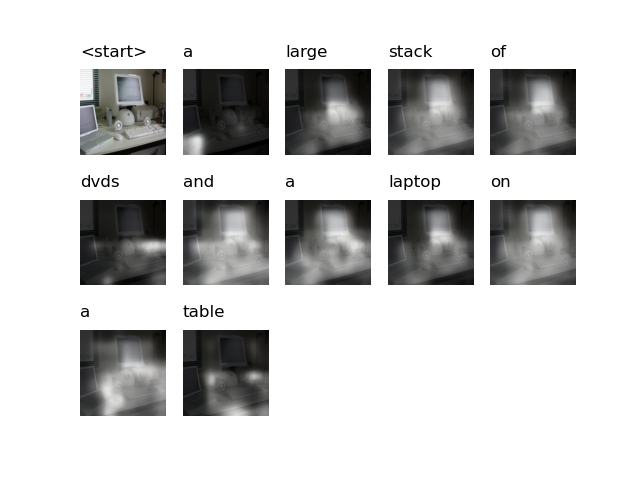 <start> a large stack of
dvds and a laptop on
a table